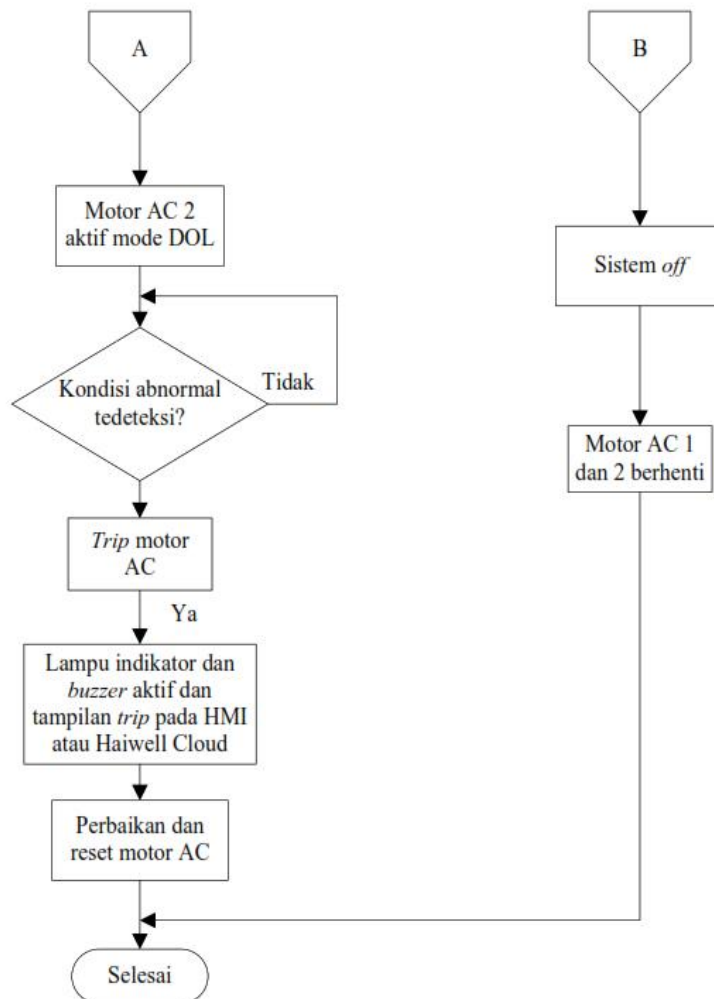 A
Motor AC 2
aktif mode DOL
Kondisi abnormal
tedeteksi?
Tidak
Trip motor
AC
Ya
Lampu indikator dan
buzzer aktif dan
tampilan trip pada HMI
atau Haiwell Cloud
Perbaikan dan
reset motor AC
Selesai
B
Sistem off
Motor AC 1
dan 2 berhenti